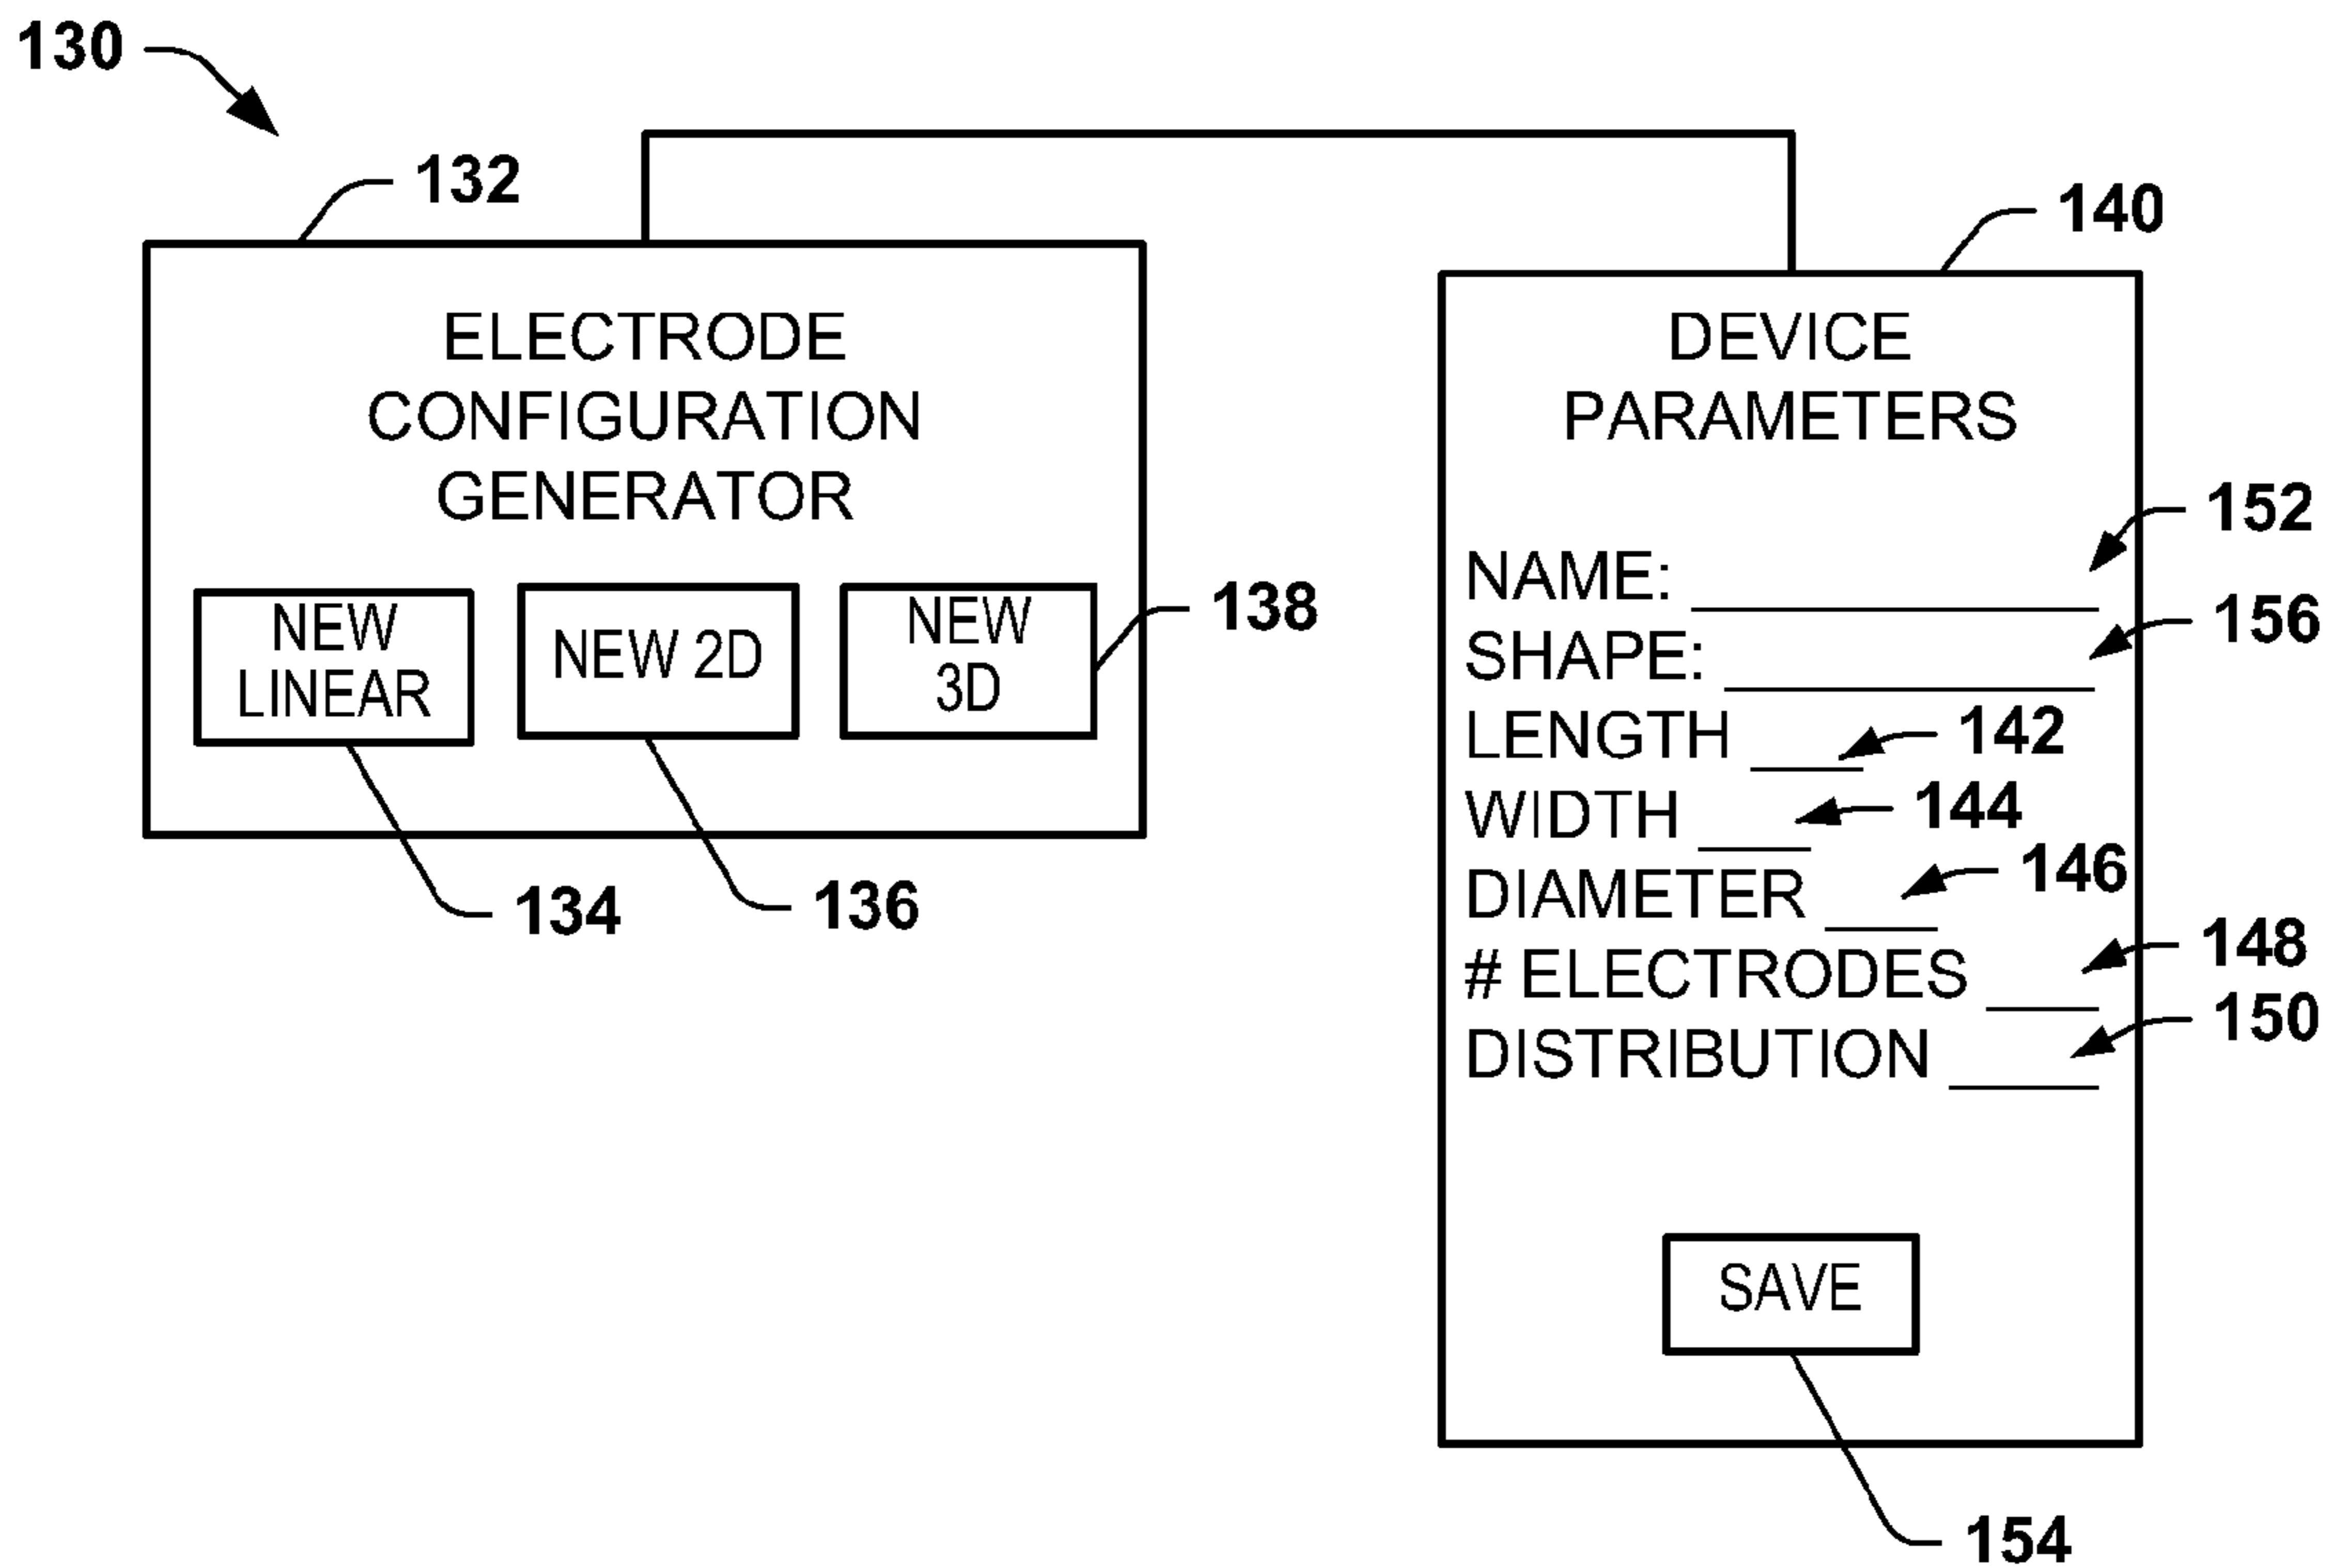 130
132
ELECTRODE
CONFIGURATION
GENERATOR
NEW
LINEAR
NEW 2D
NEW
3D
138
134
136
140
DEVICE
PARAMETERS
152
NAME:
156
SHAPE:
LENGTH 142
WIDTH 144
DIAMETER 146
# ELECTRODES 148
DISTRIBUTION 150
SAVE
154